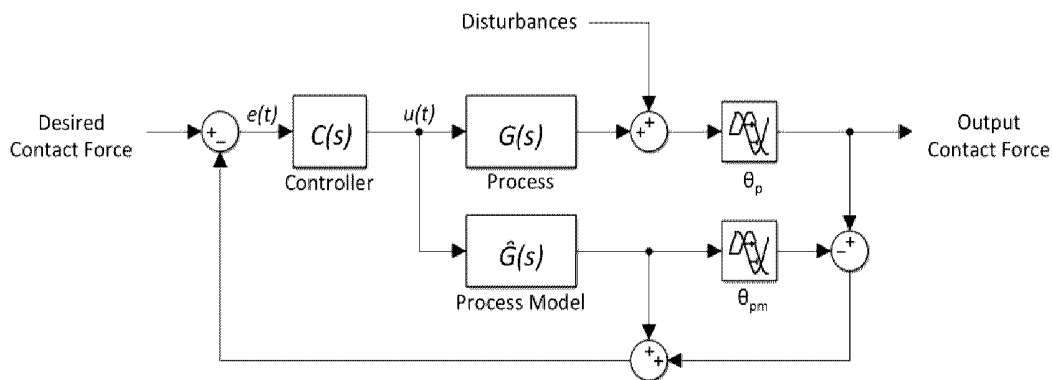 Disturbances
Desired
Contact Force
e(t)
C(s)
Controller
u(t)
G(s)
Process
θp
Output
Contact Force
Ĝ(s)
Process Model
θpm